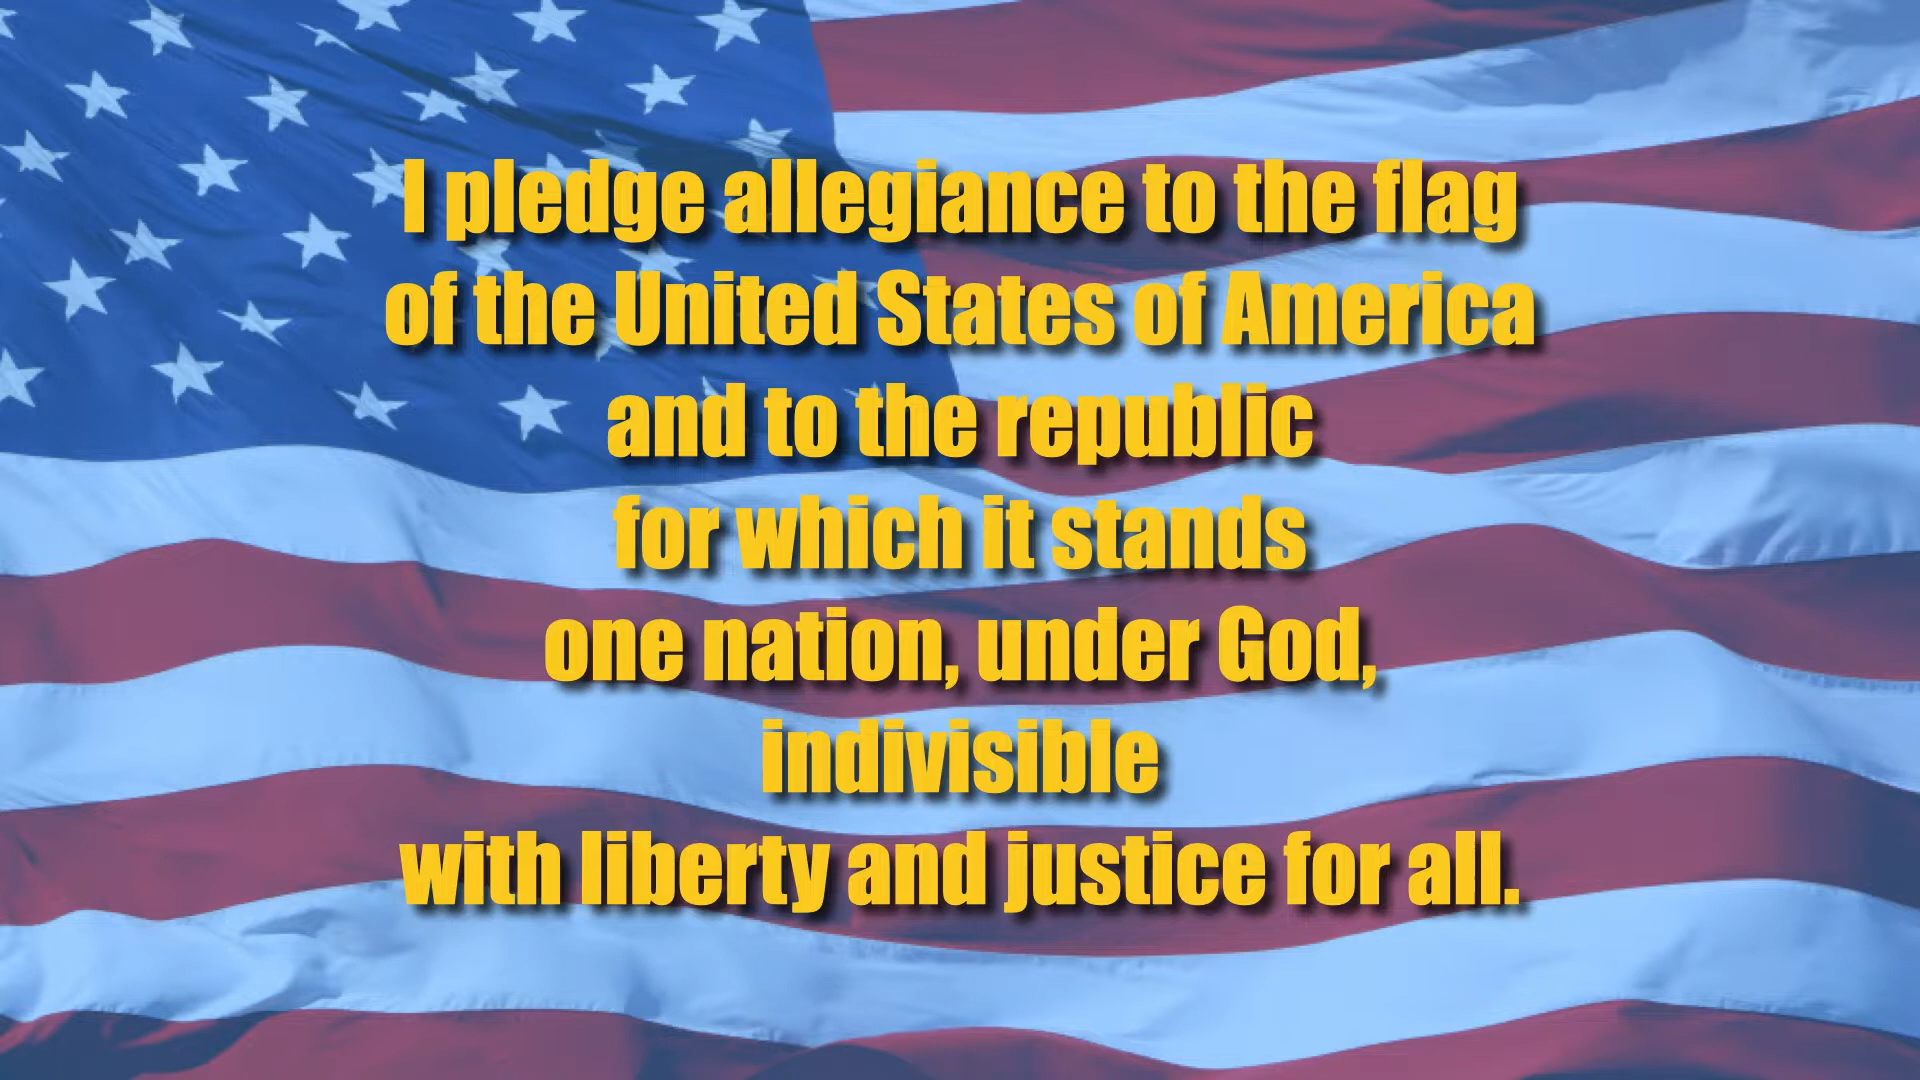 I pledge allegiance to the flag
of the United States of America
and to the republic
for which it stands
one nation, under God,
indivisible
with liberty and justice for all.